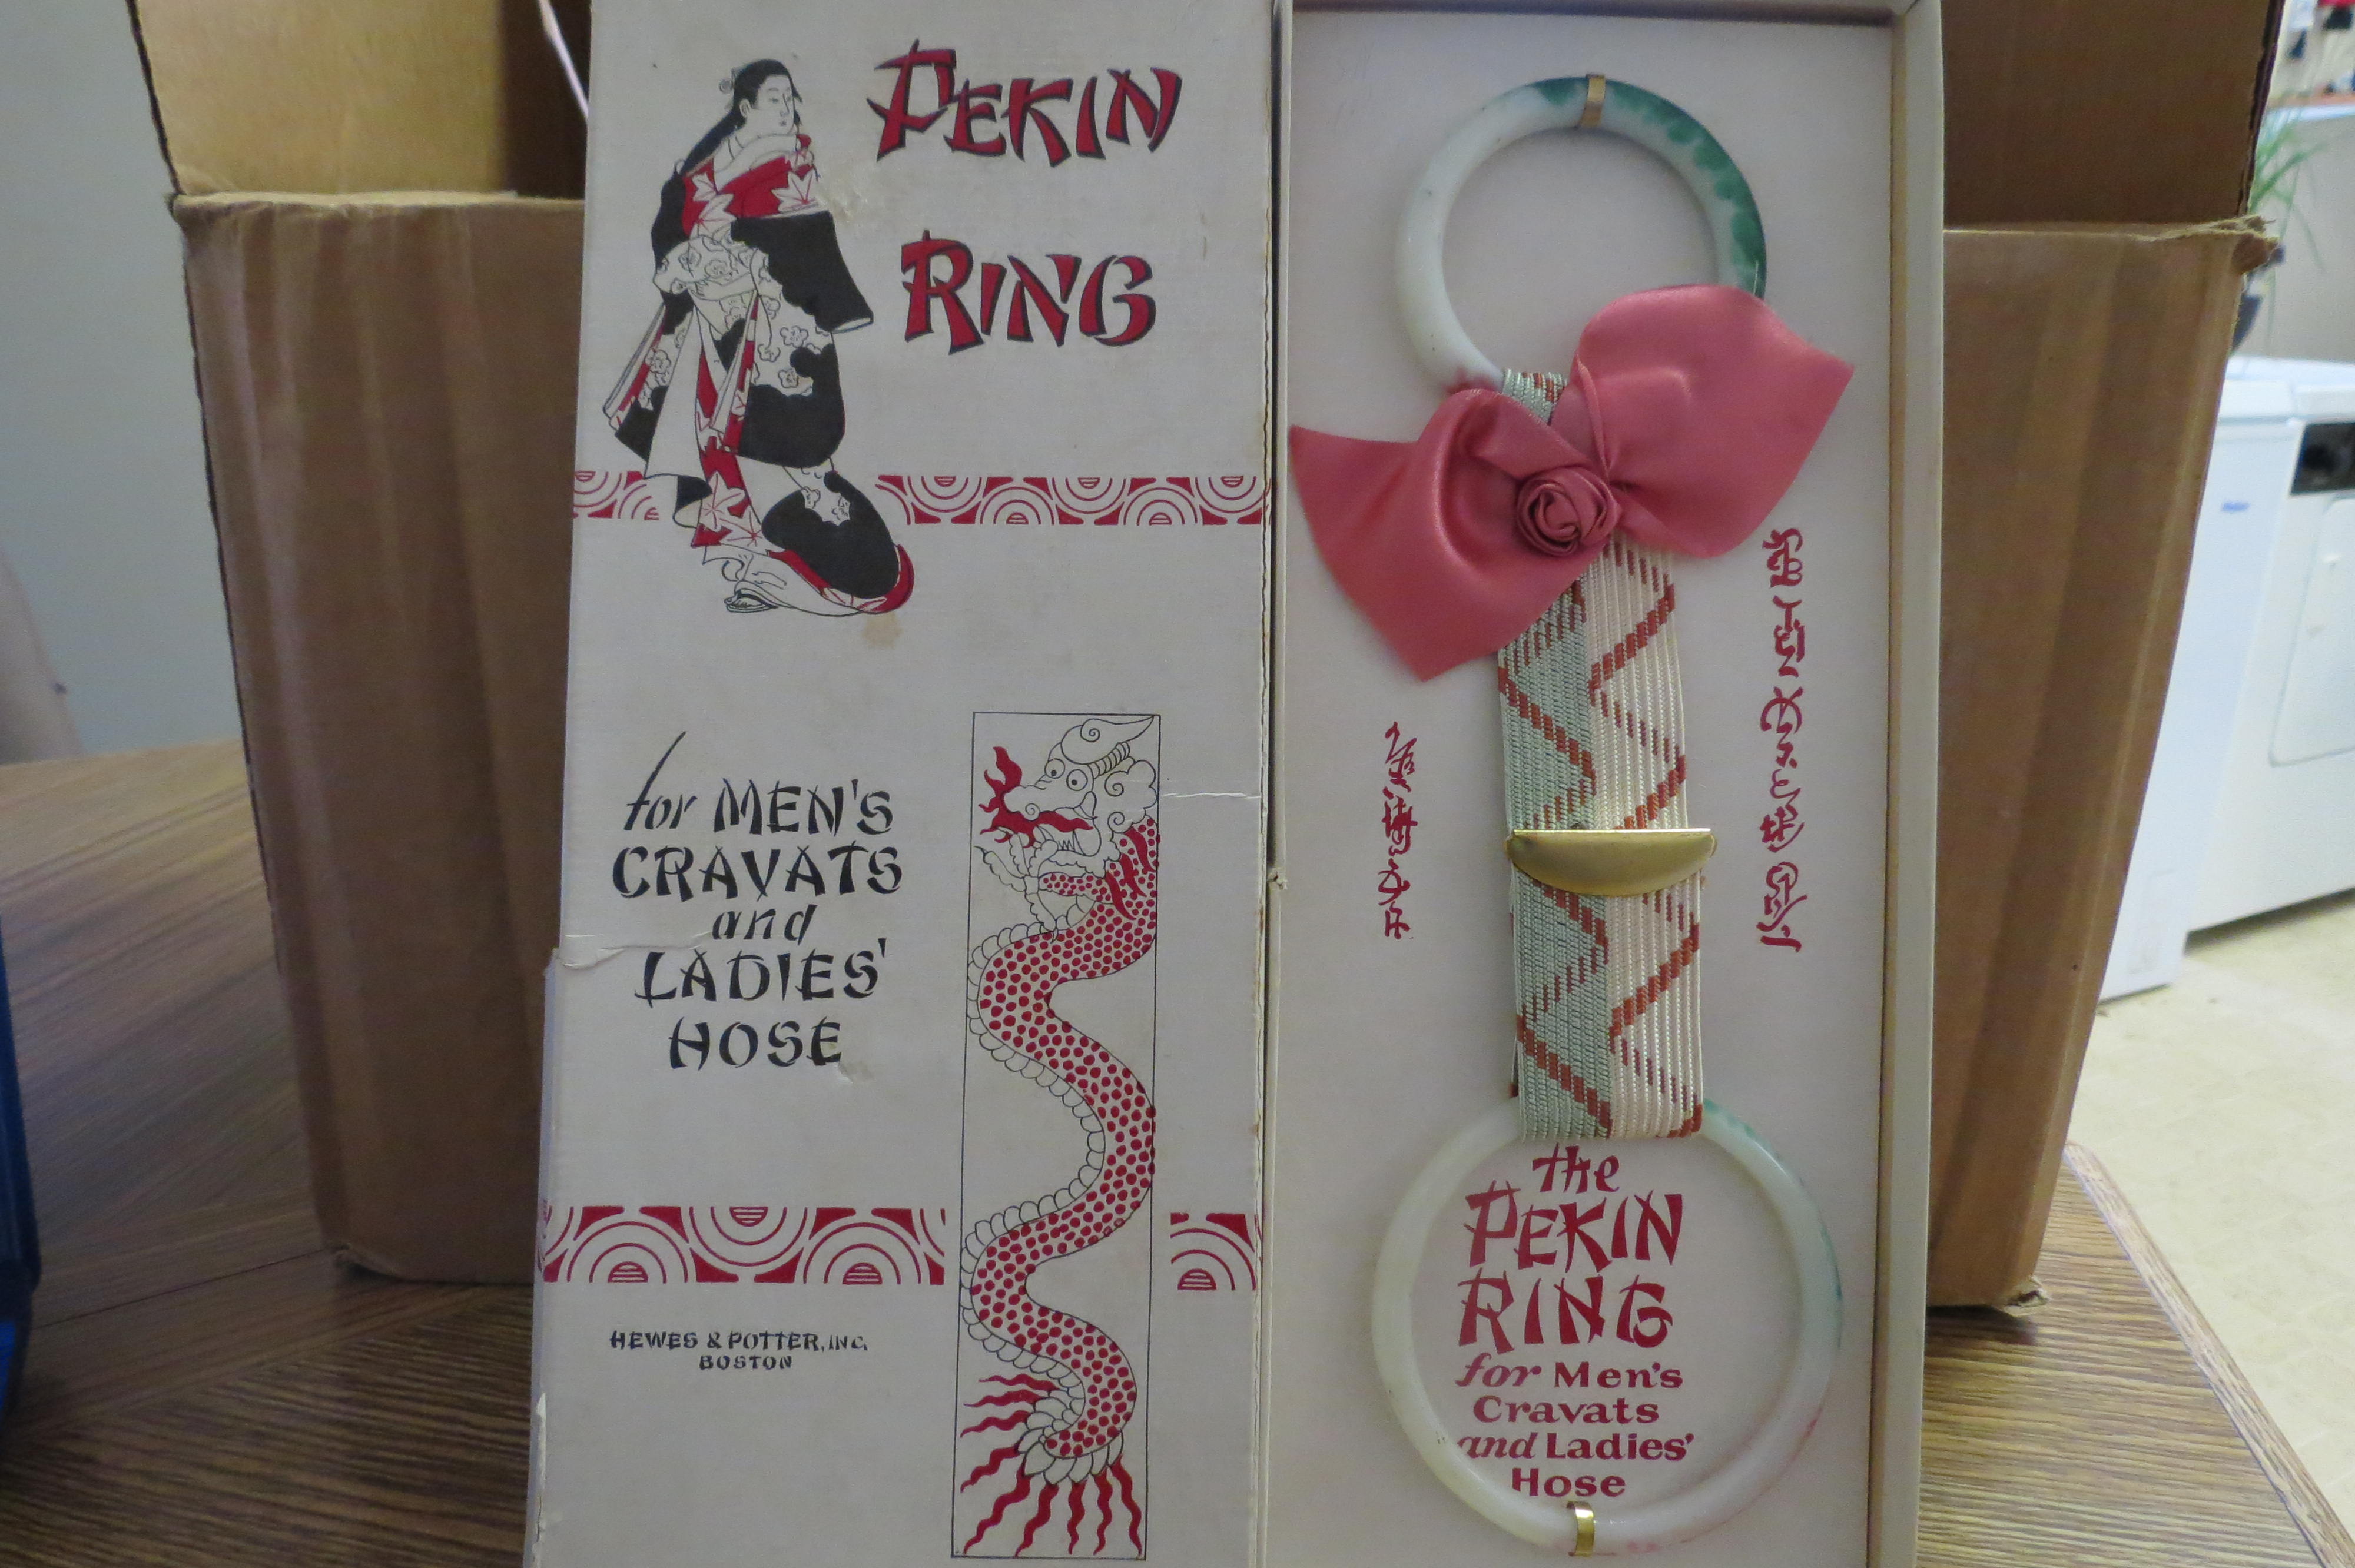 PEKIN
RING
for MEN'S
CRAVATS
and
LADIES'
HOSE
HEWES & POTTER, INC.
BOSTON
the
PEKIN
RING
for Men's
Cravats
and Ladies'
Hose